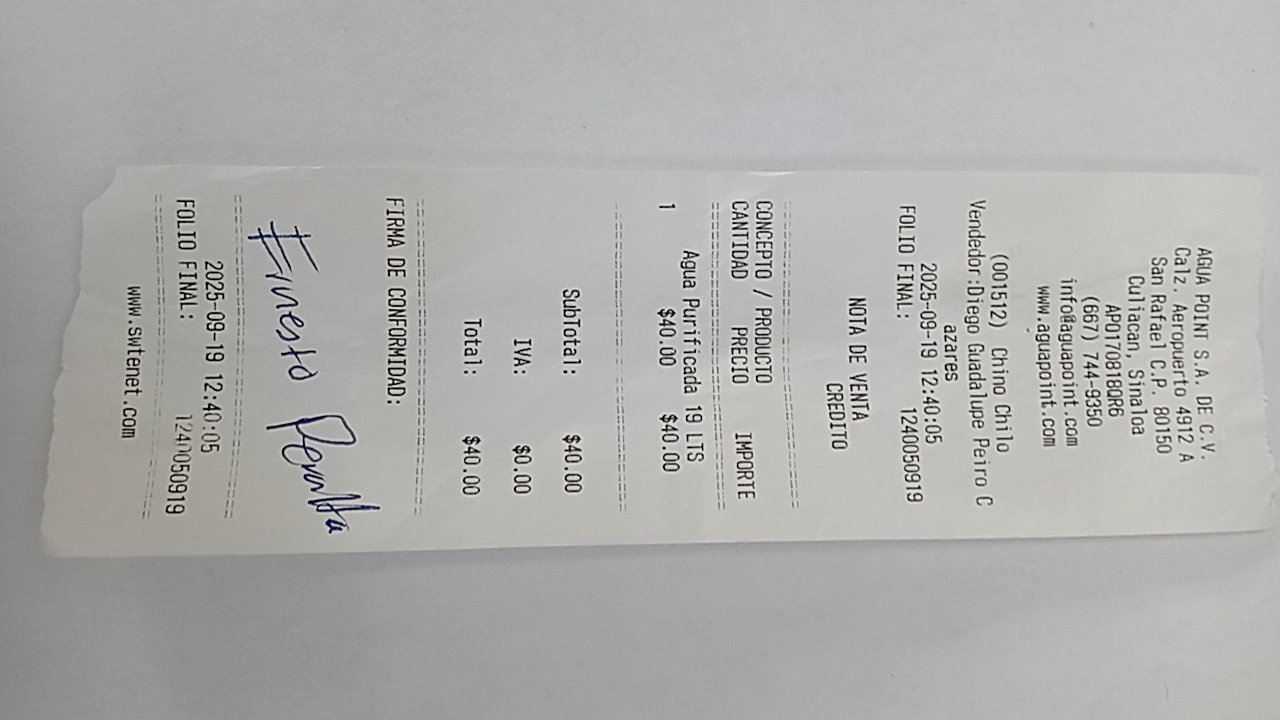 AGUA POINT S.A. DE C.V.
Calz. Aeropuerto 4912 A
San Rafael C.P. 80150
Culiacan, Sinaloa
APO170818QR6
(667) 744-9350
info@aguapoint.com
www.aguapoint.com
(001512) Chino Chilo
Vendedor:Diego Guadalupe Peiro C
azares
2025-09-19 12:40:05
FOLIO FINAL: 1240050919
NOTA DE VENTA
CREDITO
CONCEPTO / PRODUCTO
CANTIDAD PRECIO IMPORTE
Agua Purificada 19 LTS
1 $40.00 $40.00
SubTotal: $40.00
IVA: $0.00
Total: $40.00
FIRMA DE CONFORMIDAD:
Ernesto Peralta
2025-09-19 12:40:05
FOLIO FINAL: 1240050919
www.swtenet.com